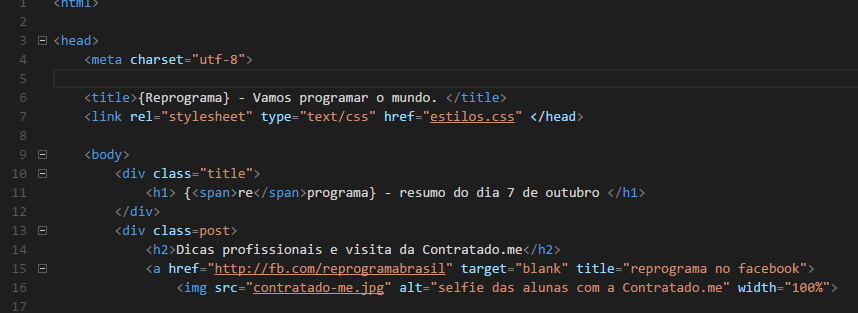 1 <html>
2
3 <head>
4 <meta charset="utf-8">
5
6 <title>{Reprograma} - Vamos programar o mundo. </title>
7 <link rel="stylesheet" type="text/css" href="estilos.css" </head>
8
9 <body>
10 <div class="title">
11 <h1> {<span>re</span>programa} - resumo do dia 7 de outubro </h1>
12 </div>
13 <div class=post>
14 <h2>Dicas profissionais e visita da Contratado.me</h2>
15 <a href="http://fb.com/reprogramabrasil" target="blank" title="reprograma no facebook">
16 <img src="contratado-me.jpg" alt="selfie das alunas com a Contratado.me" width="100%">
17